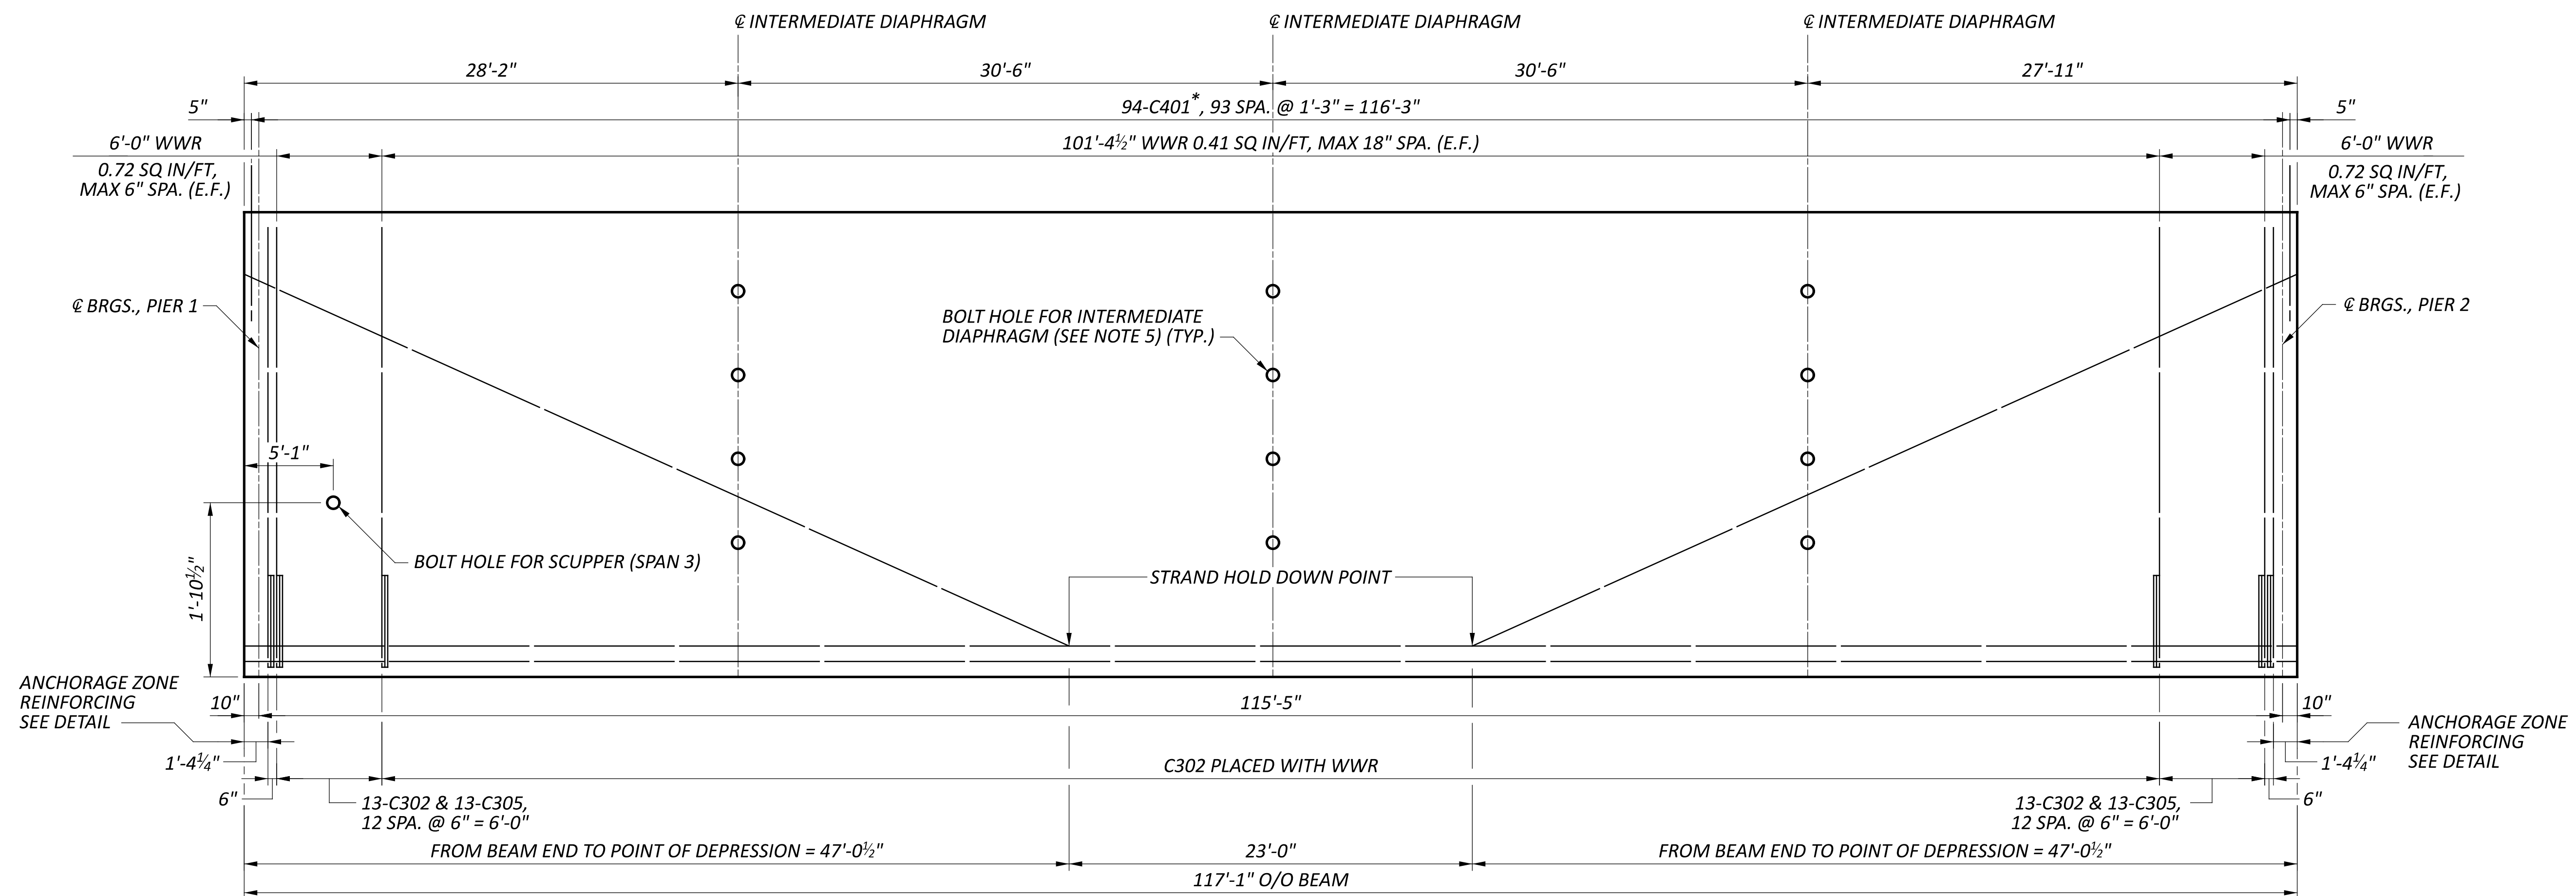 ℄ INTERMEDIATE DIAPHRAGM
℄ INTERMEDIATE DIAPHRAGM
℄ INTERMEDIATE DIAPHRAGM
28'-2"
30'-6"
30'-6"
27'-11"
5"
94-C401*, 93 SPA. @ 1'-3" = 116'-3"
5"
6'-0" WWR
0.72 SQ IN/FT,
MAX 6" SPA. (E.F.)
101'-4½" WWR 0.41 SQ IN/FT, MAX 18" SPA. (E.F.)
6'-0" WWR
0.72 SQ IN/FT,
MAX 6" SPA. (E.F.)
℄ BRGS., PIER 1
BOLT HOLE FOR INTERMEDIATE
DIAPHRAGM (SEE NOTE 5) (TYP.)
℄ BRGS., PIER 2
5'-1"
1'-10½"
BOLT HOLE FOR SCUPPER (SPAN 3)
STRAND HOLD DOWN POINT
ANCHORAGE ZONE
REINFORCING
SEE DETAIL
10"
115'-5"
10"
ANCHORAGE ZONE
REINFORCING
SEE DETAIL
1'-4¼"
C302 PLACED WITH WWR
1'-4¼"
6"
13-C302 & 13-C305,
12 SPA. @ 6" = 6'-0"
13-C302 & 13-C305,
12 SPA. @ 6" = 6'-0"
6"
FROM BEAM END TO POINT OF DEPRESSION = 47'-0½"
23'-0"
FROM BEAM END TO POINT OF DEPRESSION = 47'-0½"
117'-1" O/O BEAM